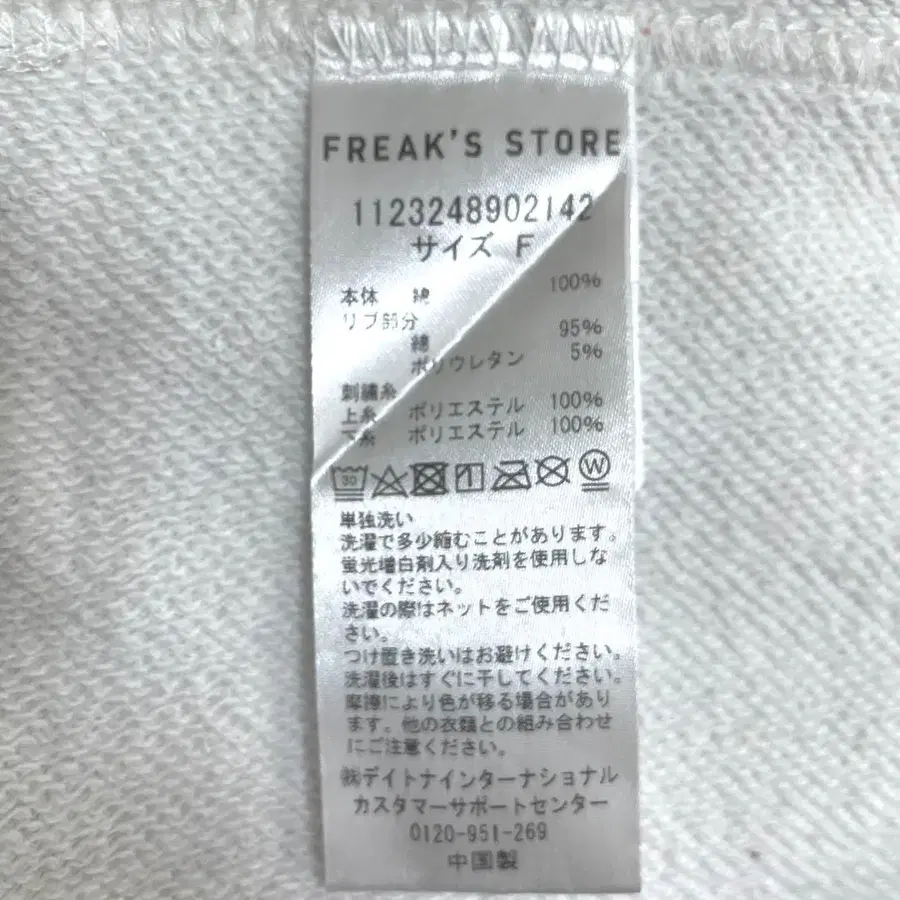 FREAK'S STORE
1123248902142
サイズ F
本体 綿 100%
リブ部分
綿 95%
ポリウレタン 5%
刺繍糸
上糸 ポリエステル 100%
下糸 ポリエステル 100%
30 W
単独洗い
洗濯で多少縮むことがあります。
蛍光増白剤入り洗剤を使用しな
いでください。
洗濯の際はネットをご使用くだ
さい。
つけ置き洗いはお避けください。
洗濯後はすぐに干してください。
摩擦により色が移る場合があり
ます。他の衣類との組み合わせ
にご注意ください。
㈱デイトナインターナショナル
カスタマーサポートセンター
0120-951-269
中国製